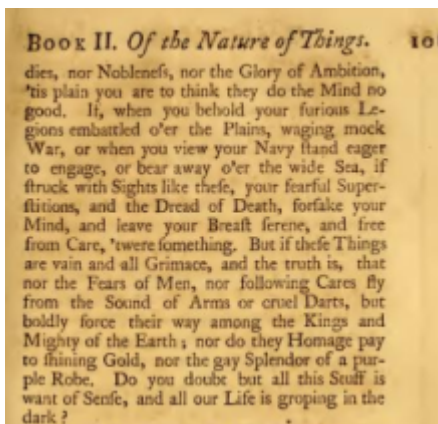 BOOK II. Of the Nature of Things. 10
dies, nor Nobleneſs, nor the Glory of Ambition,
'tis plain you are to think they do the Mind no
good. If, when you behold your furious Le-
gions embattled o'er the Plains, waging mock
War, or when you view your Navy ſtand eager
to engage, or bear away o'er the wide Sea, if
ſtruck with Sights like theſe, your fearful Super-
ſtitions, and the Dread of Death, forſake your
Mind, and leave your Breaſt ſerene, and free
from Care, 'twere ſomething. But if theſe Things
are vain and all Grimace, and the truth is, that
nor the Fears of Men, nor following Cares fly
from the Sound of Arms or cruel Darts, but
boldly force their way among the Kings and
Mighty of the Earth; nor do they Homage pay
to ſhining Gold, nor the gay Splendor of a pur-
ple Robe. Do you doubt but all this Stuff is
want of Senſe, and all our Life is groping in the
dark?